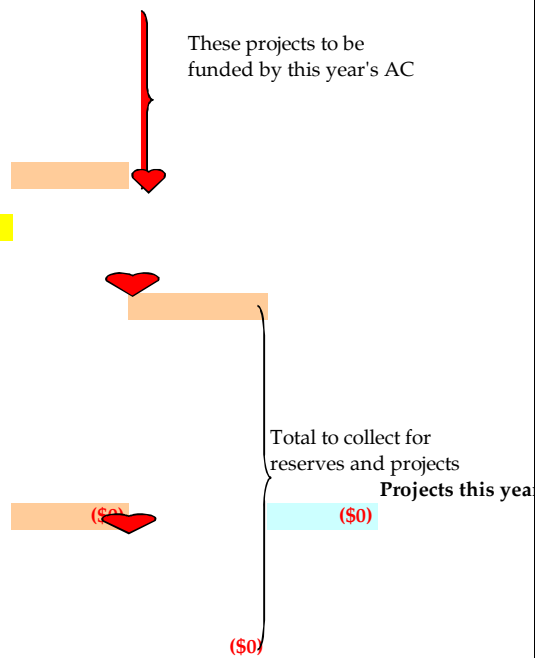 These projects to be
funded by this year's AC
Total to collect for
reserves and projects
Projects this year
($0)
($0)
($0)